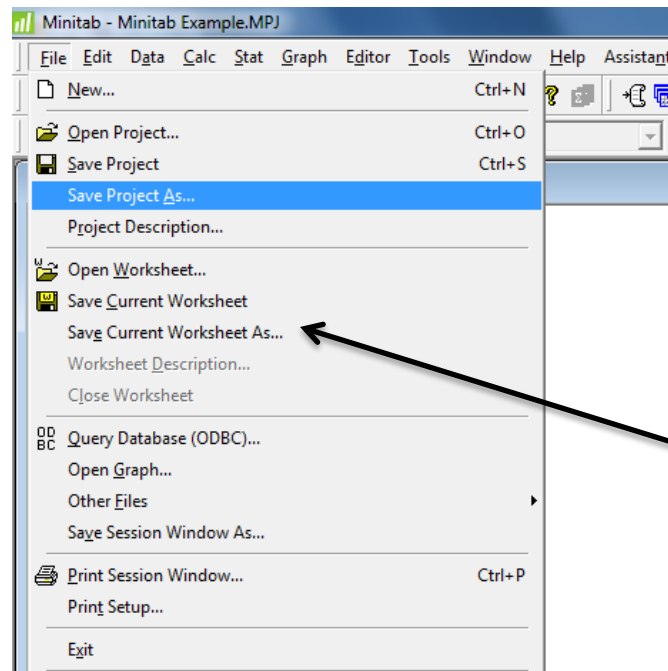 Minitab - Minitab Example.MPJ
File Edit Data Calc Stat Graph Editor Tools Window Help Assistant
New... Ctrl+N
Open Project... Ctrl+O
Save Project Ctrl+S
Save Project As...
Project Description...
Open Worksheet...
Save Current Worksheet
Save Current Worksheet As...
Worksheet Description...
Close Worksheet
Query Database (ODBC)...
Open Graph...
Other Files
Save Session Window As...
Print Session Window... Ctrl+P
Print Setup...
Exit